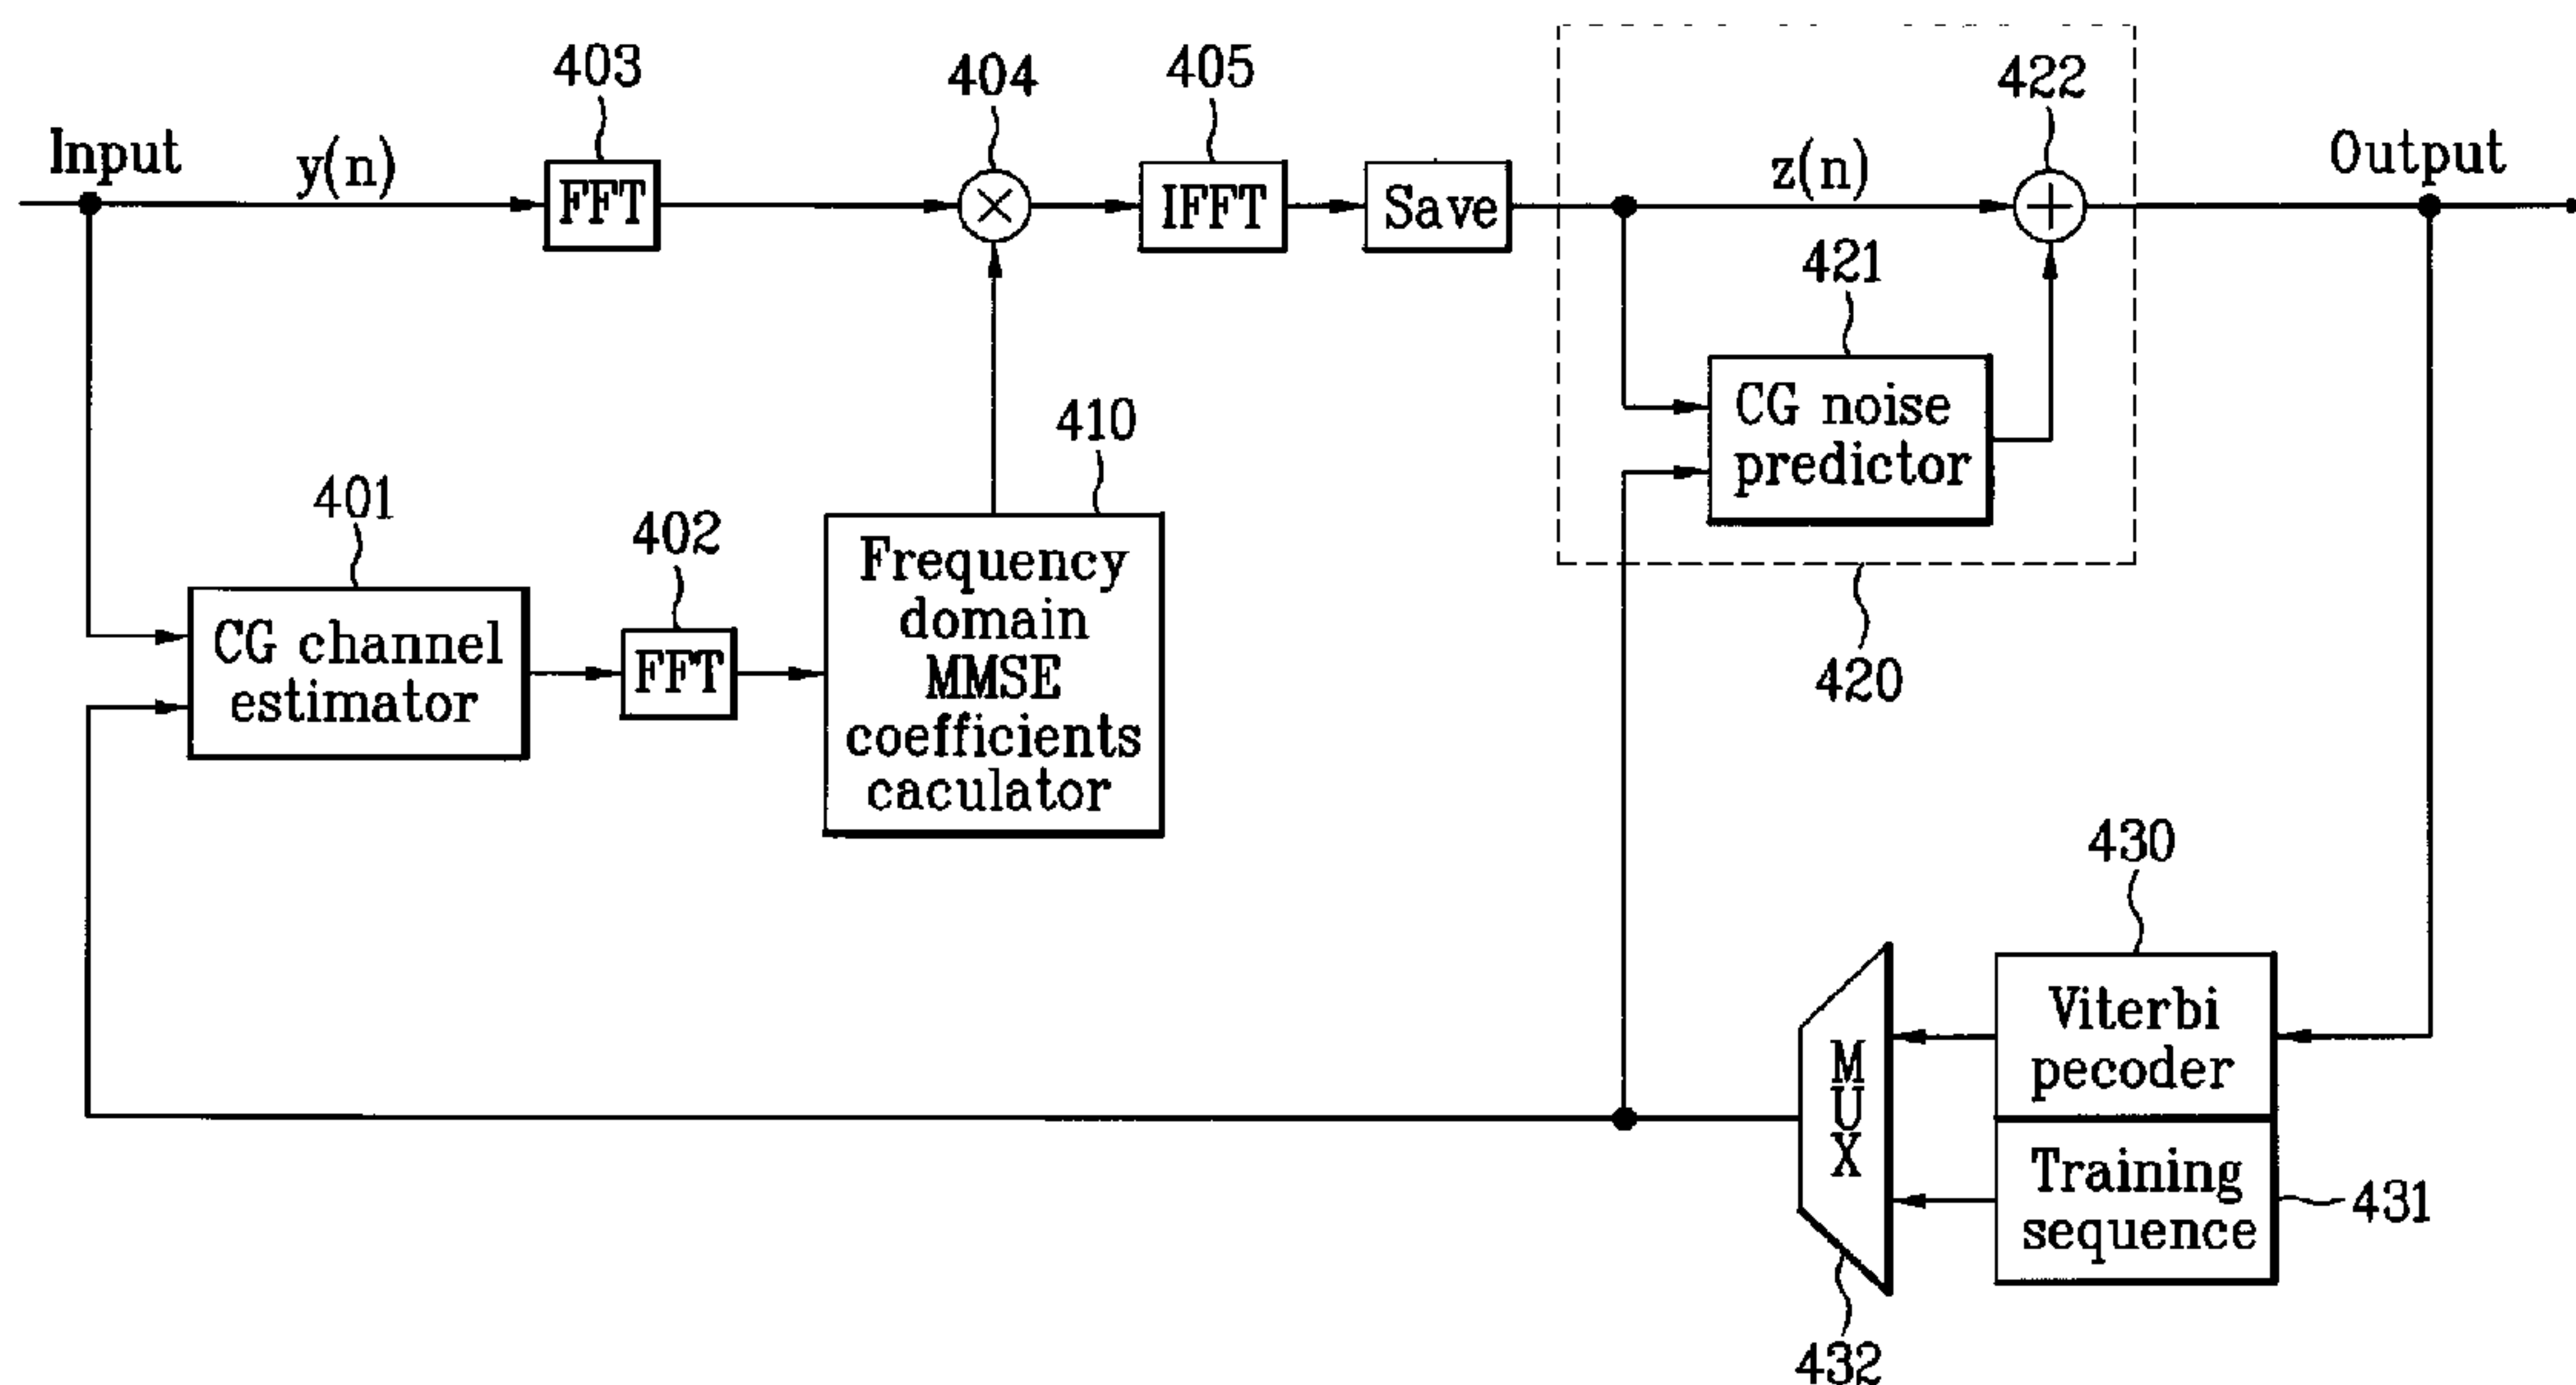 403
404
405
422
Input
y(n)
FFT
IFFT
Save
z(n)
Output
421
CG noise
predictor
410
401
402
CG channel
estimator
FFT
Frequency
domain
MMSE
coefficients
caculator
420
430
Viterbi
pecoder
MUX
Training
sequence
431
432